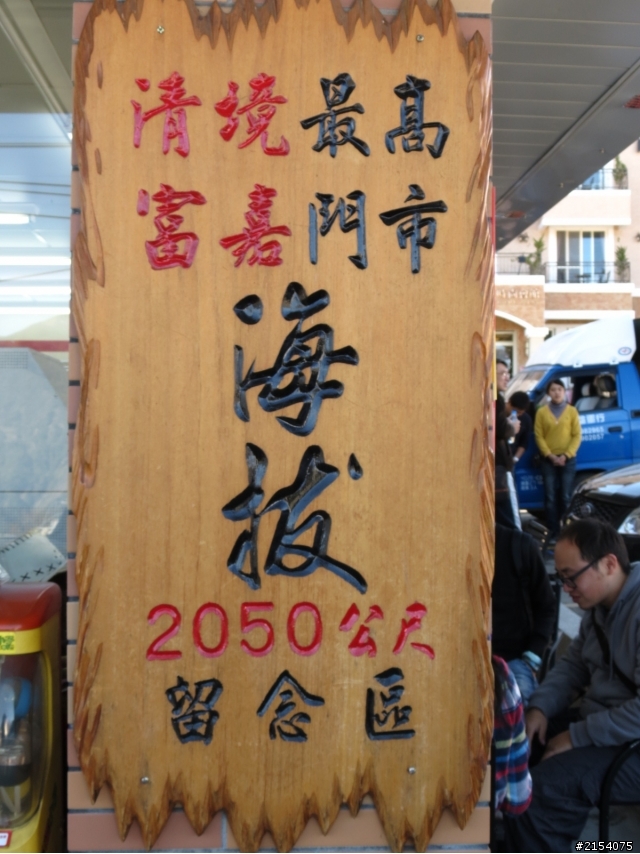 清境最高
富嘉門市
海
拔
2050公尺
留念區
#2154075